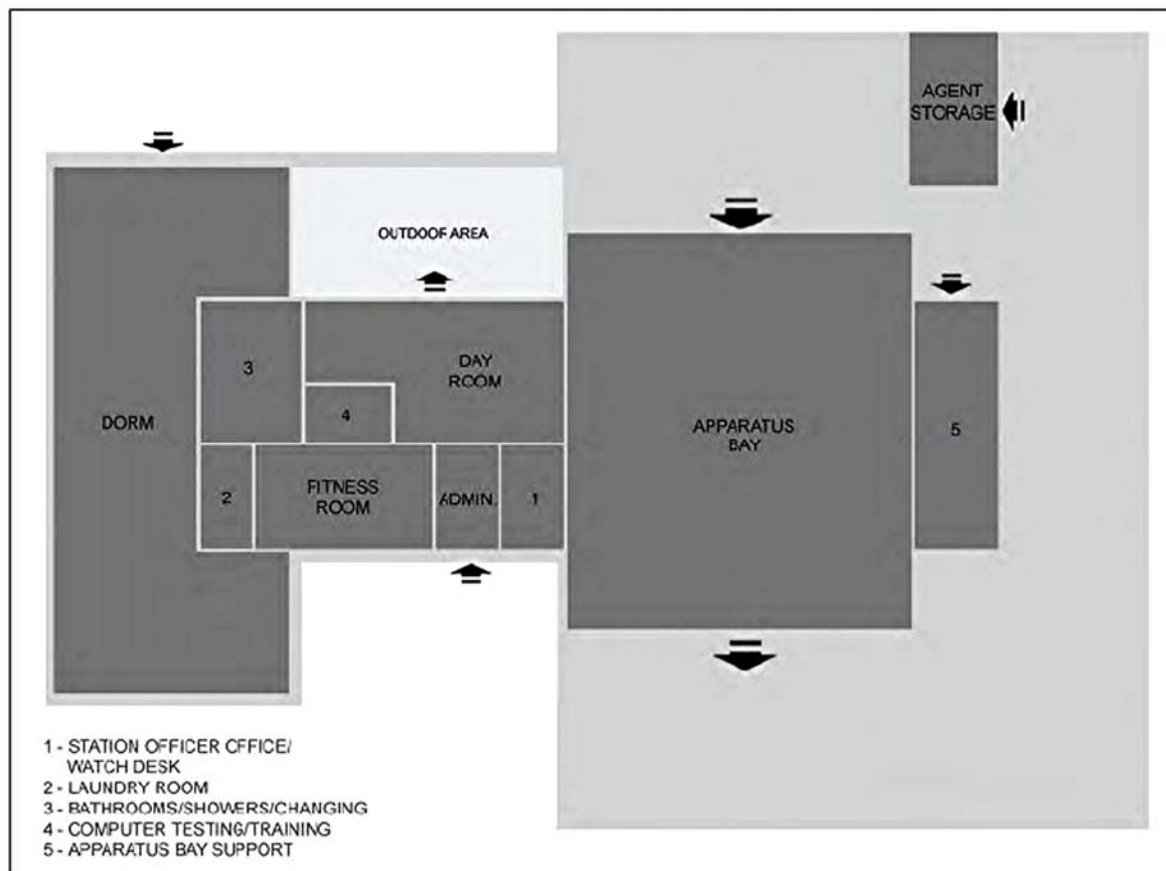 AGENT
STORAGE
OUTDOOF AREA
3
DAY
ROOM
4
DORM
APPARATUS
BAY
5
2
FITNESS
ROOM
ADMIN.
1
1 - STATION OFFICER OFFICE/
WATCH DESK
2 - LAUNDRY ROOM
3 - BATHROOMS/SHOWERS/CHANGING
4 - COMPUTER TESTING/TRAINING
5 - APPARATUS BAY SUPPORT